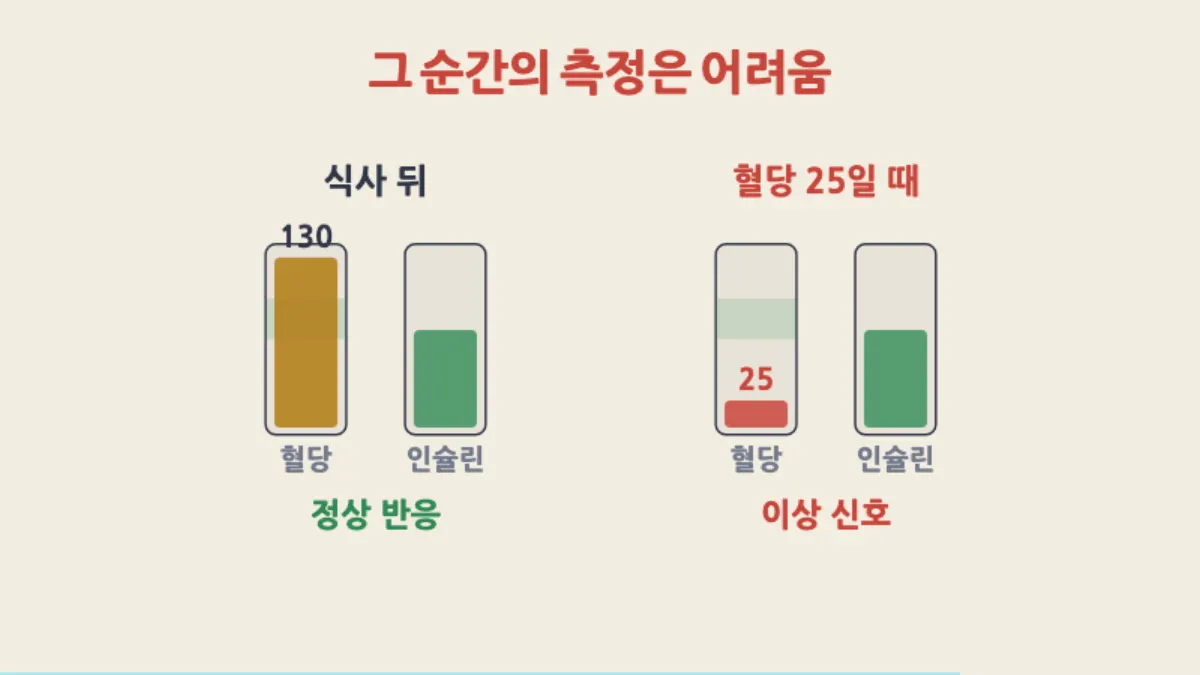 그 순간의 측정은 어려움
식사 뒤
혈당 25일 때
130
25
혈당
인슐린
혈당
인슐린
정상 반응
이상 신호